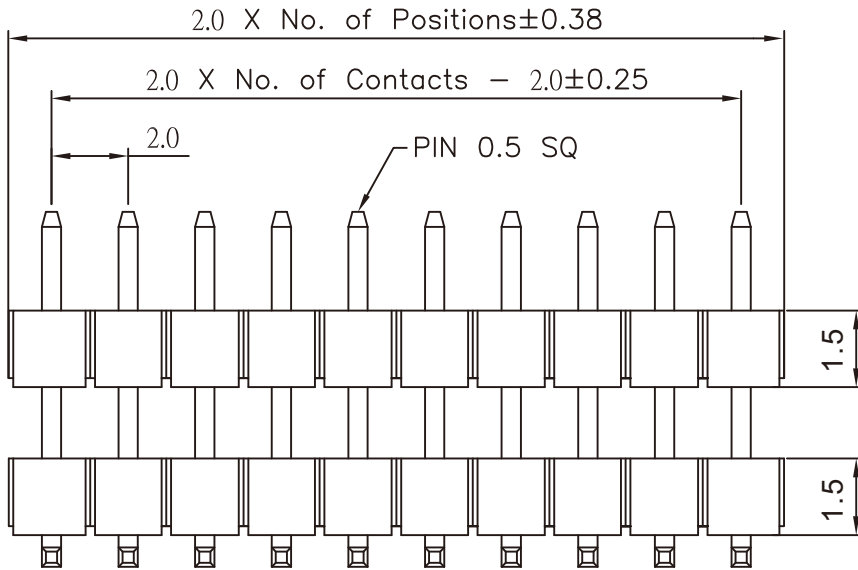 2.0 X No. of Positions±0.38
2.0 X No. of Contacts - 2.0±0.25
2.0
PIN 0.5 SQ
1.5
1.5